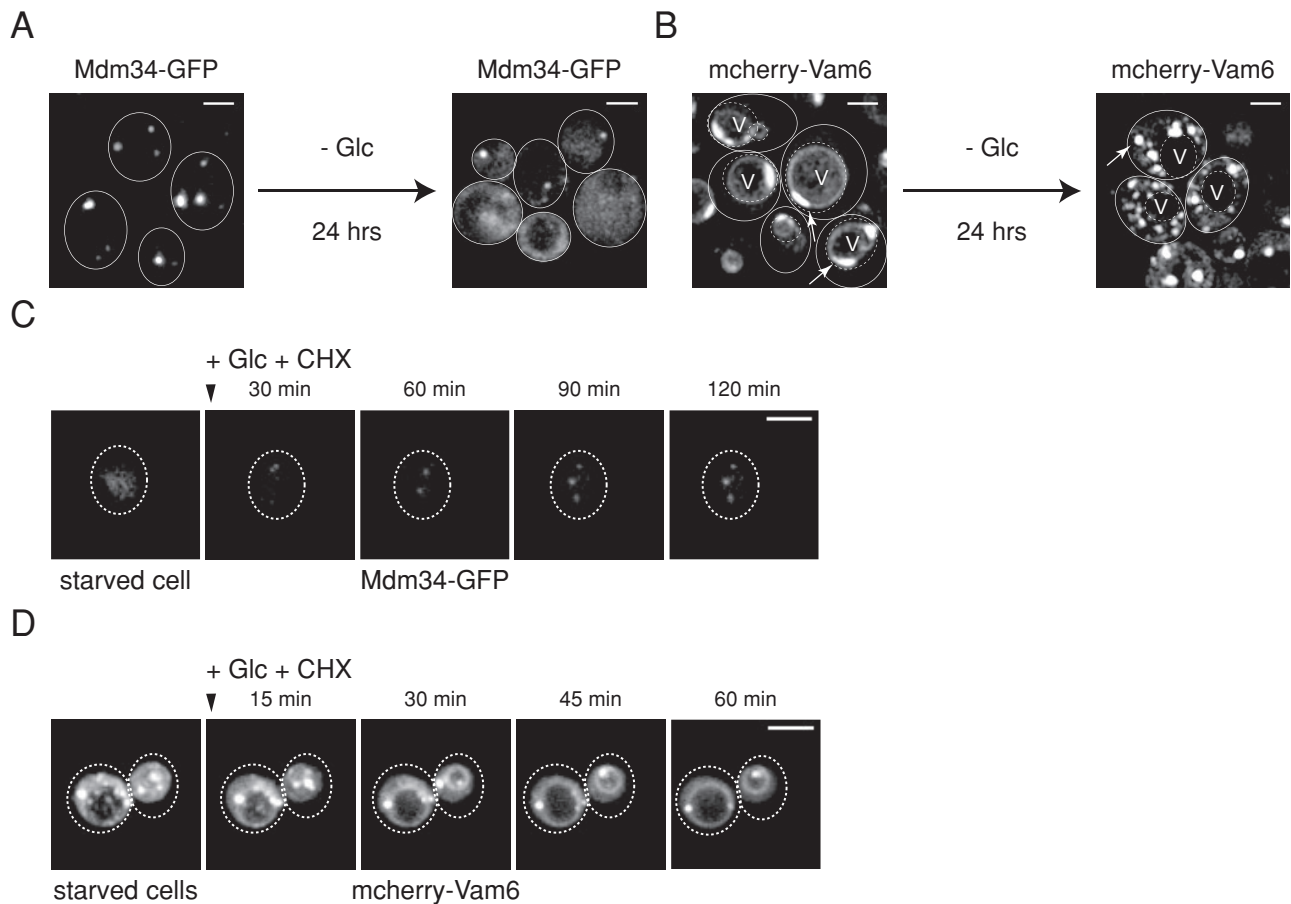 A
B
Mdm34-GFP
Mdm34-GFP
mcherry-Vam6
mcherry-Vam6
- Glc
24 hrs
- Glc
24 hrs
V
V
V
V
V
V
V
C
+ Glc + CHX
30 min
60 min
90 min
120 min
starved cell
Mdm34-GFP
D
+ Glc + CHX
15 min
30 min
45 min
60 min
starved cells
mcherry-Vam6